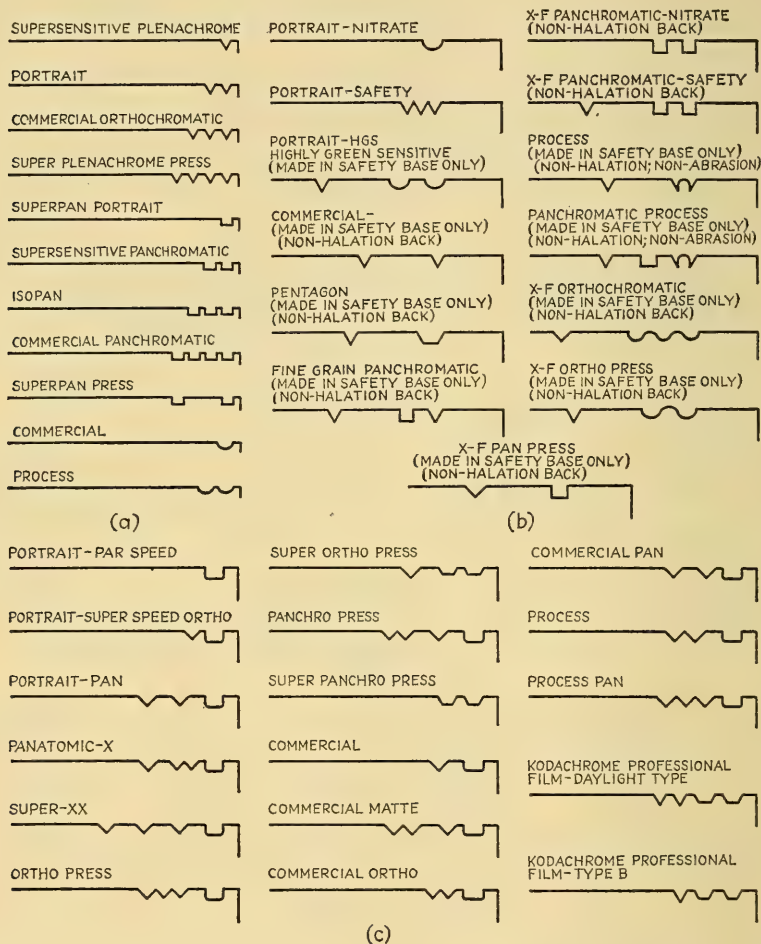 SUPERSENSITIVE PLENACHROME
PORTRAIT
COMMERCIAL ORTHOCHROMATIC
SUPER PLENACHROME PRESS
SUPERPAN PORTRAIT
SUPERSENSITIVE PANCHROMATIC
ISOPAN
COMMERCIAL PANCHROMATIC
SUPERPAN PRESS
COMMERCIAL
PROCESS
(a)
PORTRAIT-NITRATE
PORTRAIT-SAFETY
PORTRAIT-HGS
HIGHLY GREEN SENSITIVE
(MADE IN SAFETY BASE ONLY)
COMMERCIAL-
(MADE IN SAFETY BASE ONLY)
(NON-HALATION BACK)
PENTAGON
(MADE IN SAFETY BASE ONLY)
(NON-HALATION BACK)
FINE GRAIN PANCHROMATIC
(MADE IN SAFETY BASE ONLY)
(NON-HALATION BACK)
X-F PANCHROMATIC-NITRATE
(NON-HALATION BACK)
X-F PANCHROMATIC-SAFETY
(NON-HALATION BACK)
PROCESS
(MADE IN SAFETY BASE ONLY)
(NON-HALATION; NON-ABRASION)
PANCHROMATIC PROCESS
(MADE IN SAFETY BASE ONLY)
(NON-HALATION; NON-ABRASION)
X-F ORTHOCHROMATIC
(MADE IN SAFETY BASE ONLY)
(NON-HALATION BACK)
X-F ORTHO PRESS
(MADE IN SAFETY BASE ONLY)
(NON-HALATION BACK)
X-F PAN PRESS
(MADE IN SAFETY BASE ONLY)
(NON-HALATION BACK)
(b)
PORTRAIT-PAR SPEED
PORTRAIT-SUPER SPEED ORTHO
PORTRAIT-PAN
PANATOMIC-X
SUPER-XX
ORTHO PRESS
SUPER ORTHO PRESS
PANCHRO PRESS
SUPER PANCHRO PRESS
COMMERCIAL
COMMERCIAL MATTE
COMMERCIAL ORTHO
COMMERCIAL PAN
PROCESS
PROCESS PAN
KODACHROME PROFESSIONAL
FILM-DAYLIGHT TYPE
KODACHROME PROFESSIONAL
FILM-TYPE B
(c)